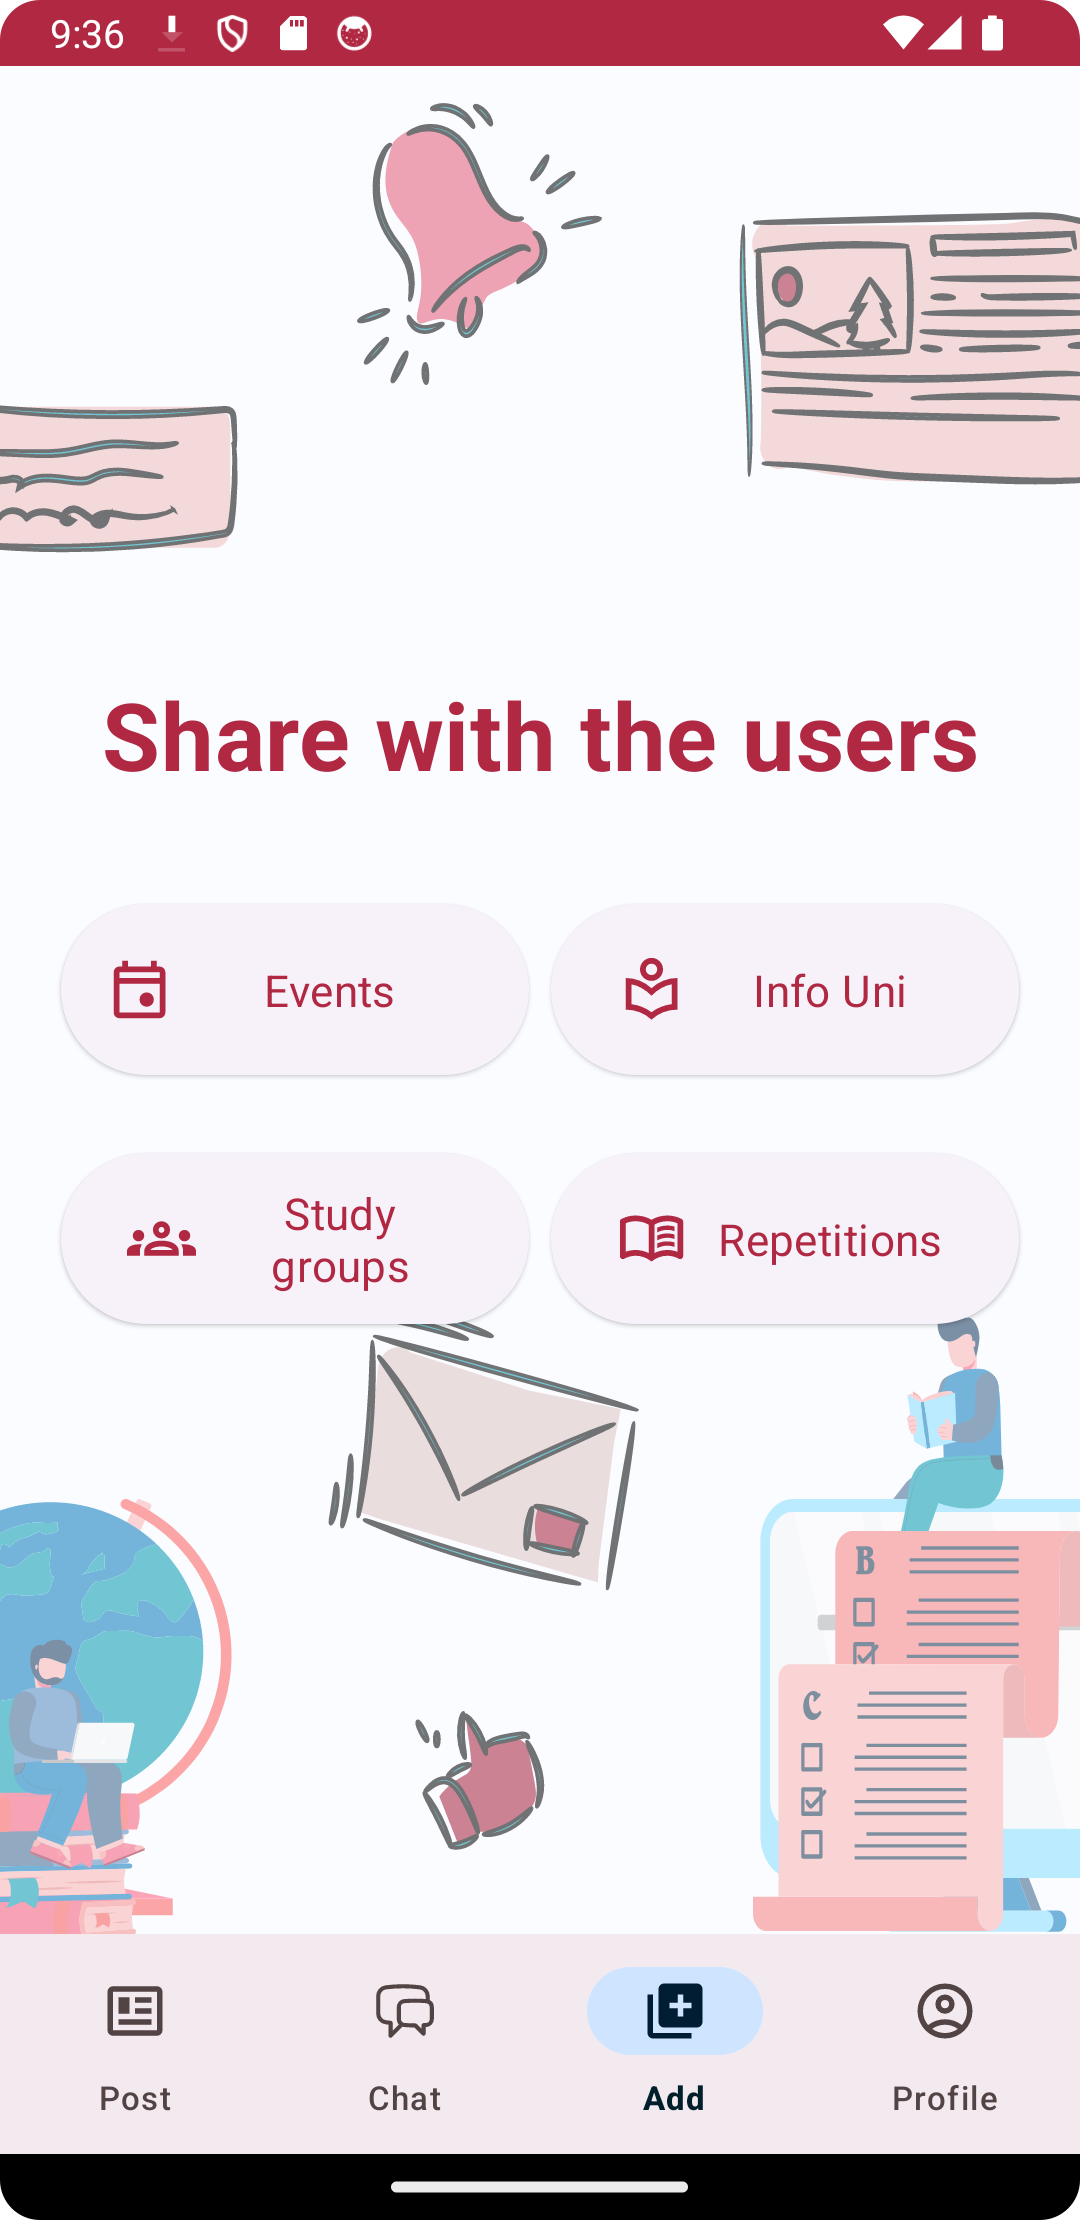 9:36
Share with the users
Events
Info Uni
Study
groups
Repetitions
B
C
Post
Chat
Add
Profile